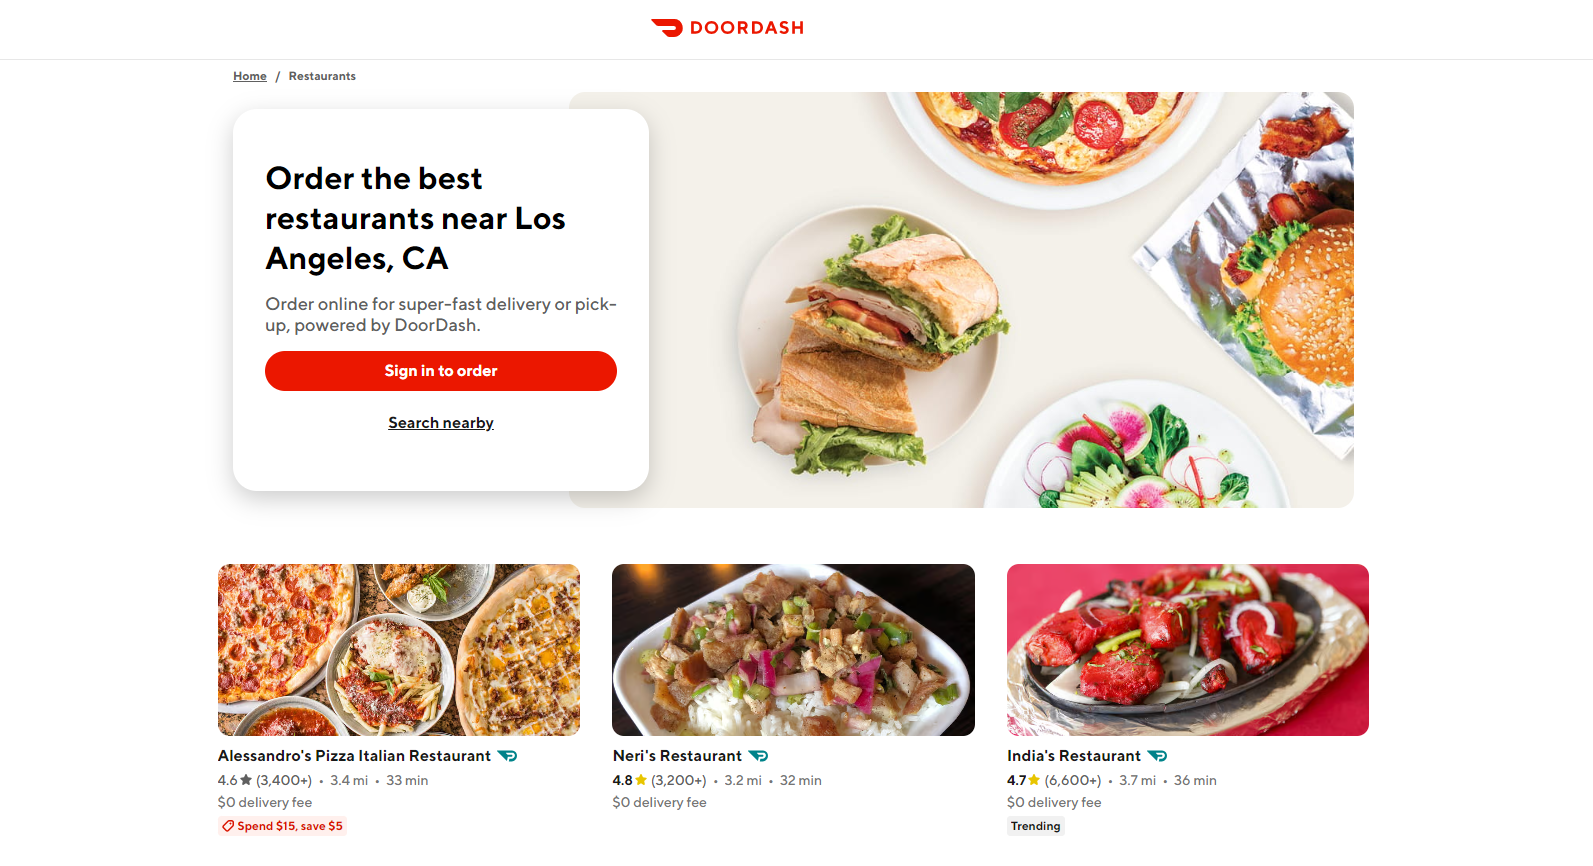 DOORDASH
Home / Restaurants
Order the best
restaurants near Los
Angeles, CA
Order online for super-fast delivery or pick-
up, powered by DoorDash.
Sign in to order
Search nearby
Alessandro's Pizza Italian Restaurant
4.6★ (3,400+) • 3.4 mi • 33 min
$0 delivery fee
Spend $15, save $5
Neri's Restaurant
4.8★ (3,200+) • 3.2 mi • 32 min
$0 delivery fee
India's Restaurant
4.7★ (6,600+) • 3.7 mi • 36 min
$0 delivery fee
Trending